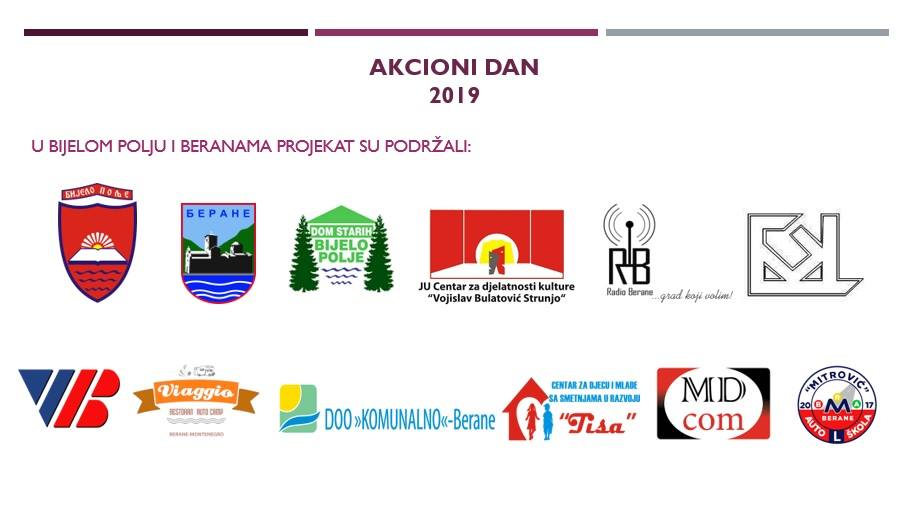 AKCIONI DAN
2019
U BIJELOM POLJU I BERANAMA PROJEKAT SU PODRŽALI:
БИЈЕЛО ПОЉЕ
БЕРАНЕ
DOM STARIH
BIJELO
POLJE
JU Centar za djelatnosti kulture
“Vojislav Bulatović Strunjo”
RB
Radio Berane
...grad koji volim!
VB
Viaggio
RESTORAN AUTO CAMP
BERANE-MONTENEGRO
DOO »KOMUNALNO«-Berane
CENTAR ZA DJECU I MLADE
SA SMETNJAMA U RAZVOJU
“Tisa”
MD
com
“MITROVIĆ”
20 B M A 17
BERANE
AUTO L ŠKOLA